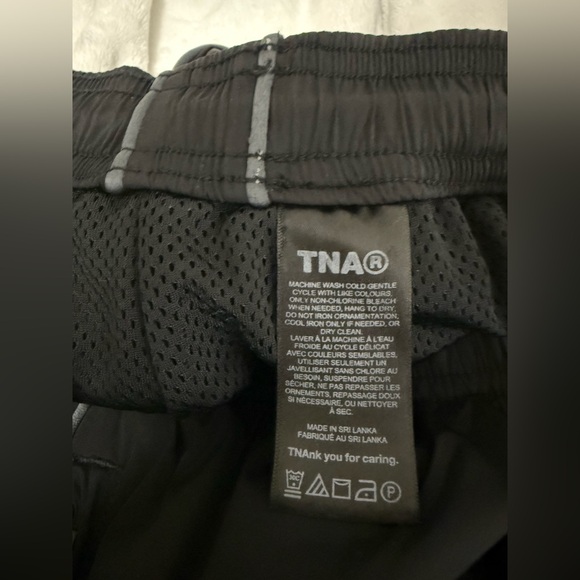 TNA®
MACHINE WASH COLD GENTLE
CYCLE WITH LIKE COLOURS,
ONLY NON-CHLORINE BLEACH
WHEN NEEDED, HANG TO DRY,
DO NOT IRON ORNAMENTATION,
COOL IRON ONLY IF NEEDED, OR
DRY CLEAN.
LAVER À LA MACHINE À L'EAU
FROIDE AU CYCLE DÉLICAT
AVEC COULEURS SEMBLABLES,
UTILISER SEULEMENT UN
JAVELLISANT SANS CHLORE AU
BESOIN, SUSPENDRE POUR
SÉCHER, NE PAS REPASSER LES
ORNEMENTS, REPASSAGE DOUX
SI NÉCESSAIRE, OU NETTOYER
À SEC.
MADE IN SRI LANKA
FABRIQUÉ AU SRI LANKA
TNAnk you for caring.
30C P